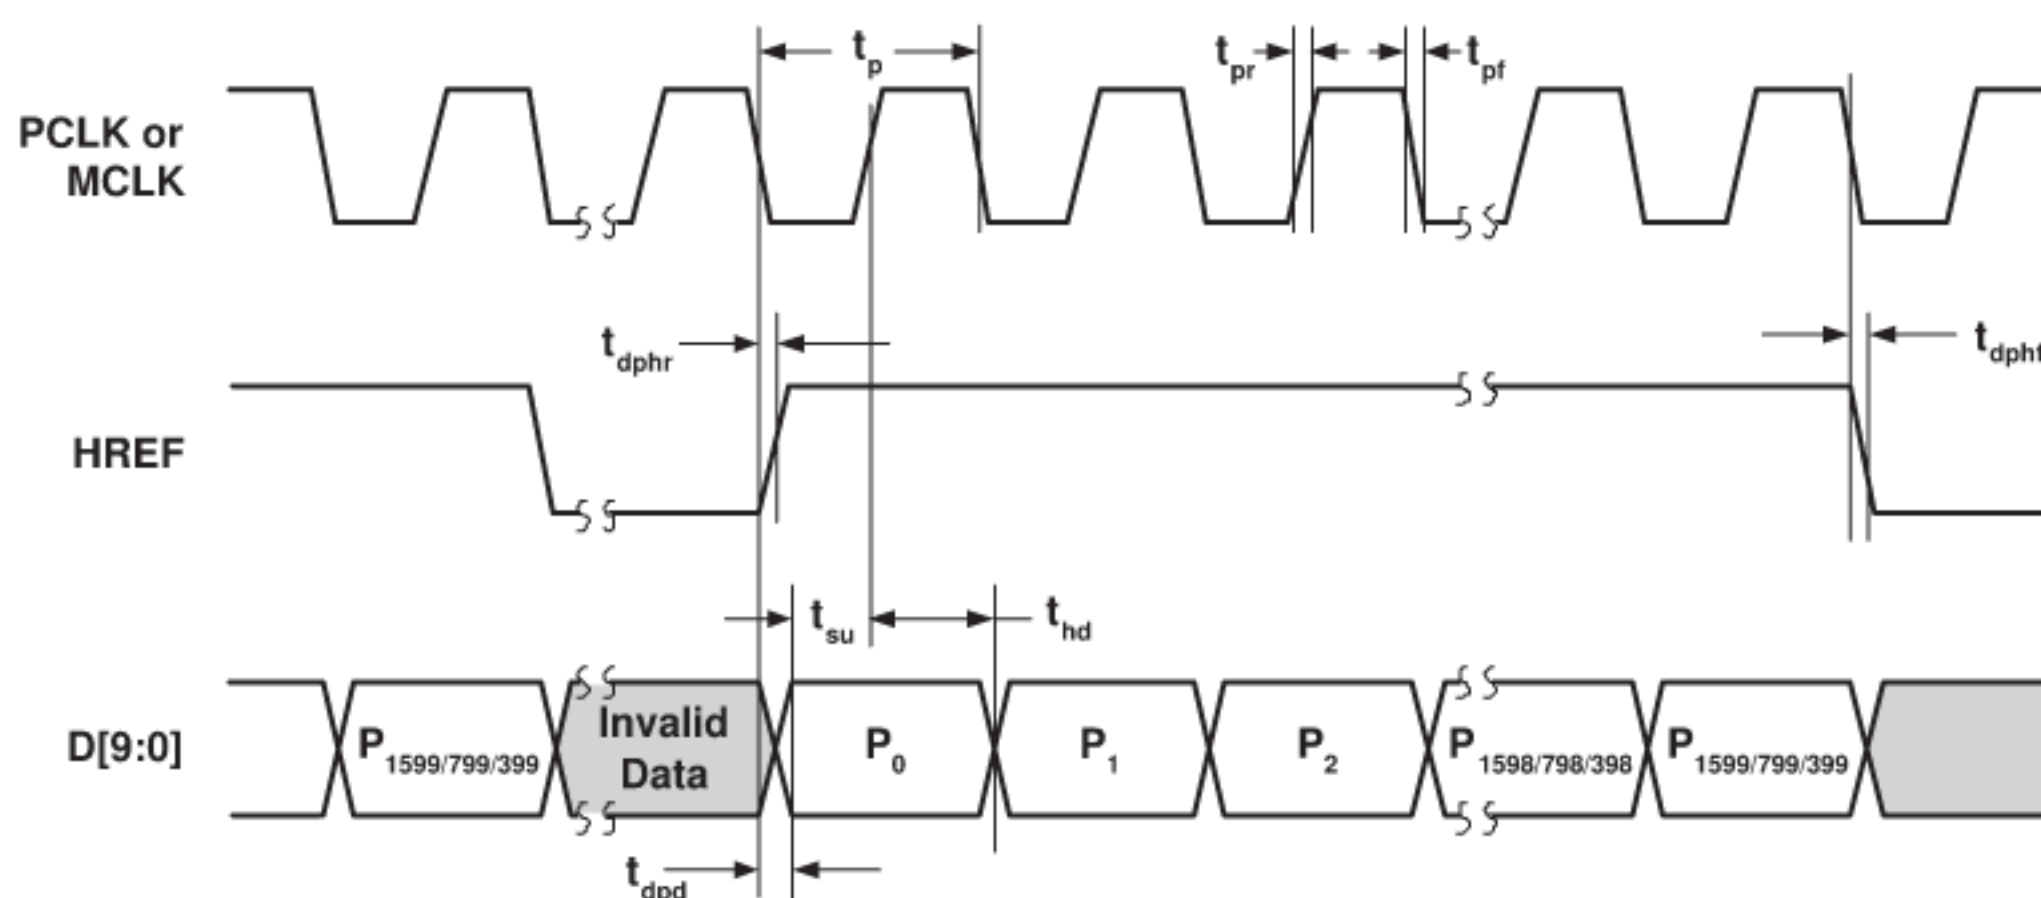 t_p
t_pr
t_pf
PCLK or
MCLK
t_dphr
t_dphf
HREF
t_su
t_hd
D[9:0]
P_1599/799/399
Invalid
Data
P_0
P_1
P_2
P_1598/798/398
P_1599/799/399
t_dpd